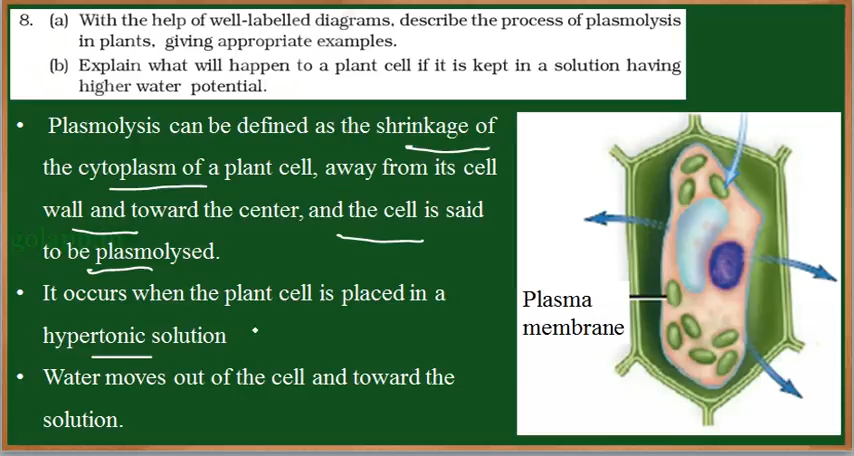 8. (a) With the help of well-labelled diagrams, describe the process of plasmolysis
in plants, giving appropriate examples.
(b) Explain what will happen to a plant cell if it is kept in a solution having
higher water potential.
• Plasmolysis can be defined as the shrinkage of
the cytoplasm of a plant cell, away from its cell
wall and toward the center, and the cell is said
to be plasmolysed.
• It occurs when the plant cell is placed in a
hypertonic solution
• Water moves out of the cell and toward the
solution.
Plasma
membrane